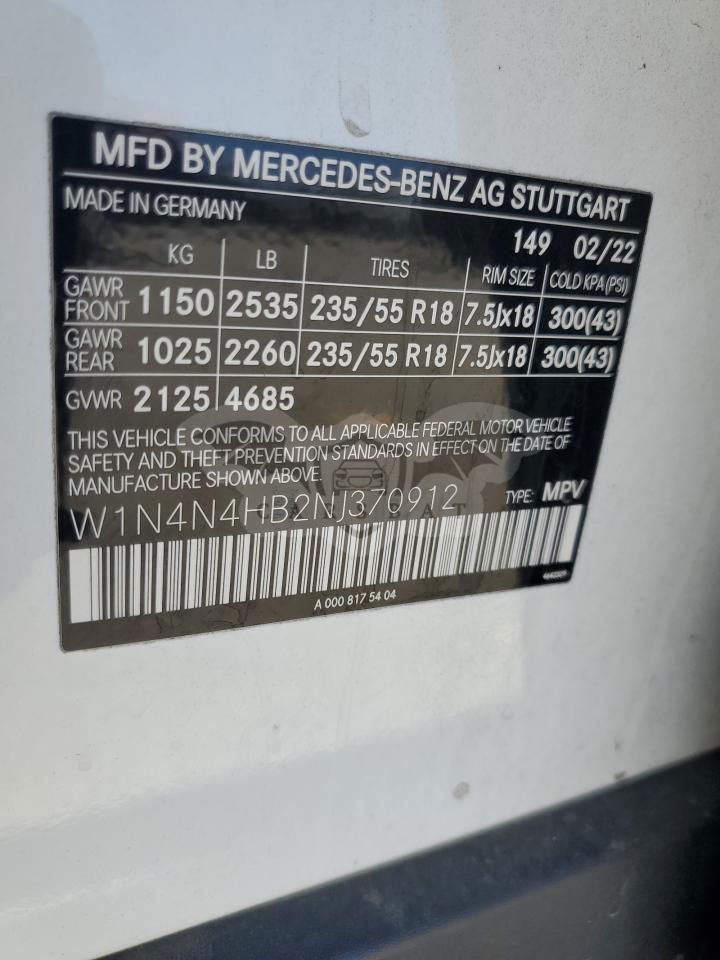 MFD BY MERCEDES-BENZ AG STUTTGART
MADE IN GERMANY
149 02/22
KG LB TIRES RIM SIZE COLD KPA (PSI)
GAWR FRONT 1150 2535 235/55 R18 7.5Jx18 300(43)
GAWR REAR 1025 2260 235/55 R18 7.5Jx18 300(43)
GVWR 2125 4685
THIS VEHICLE CONFORMS TO ALL APPLICABLE FEDERAL MOTOR VEHICLE
SAFETY AND THEFT PREVENTION STANDARDS IN EFFECT ON THE DATE OF
MANUFACTURE SHOWN ABOVE.
W1N4N4HB2NJ370912 TYPE: MPV
A 000 817 54 04